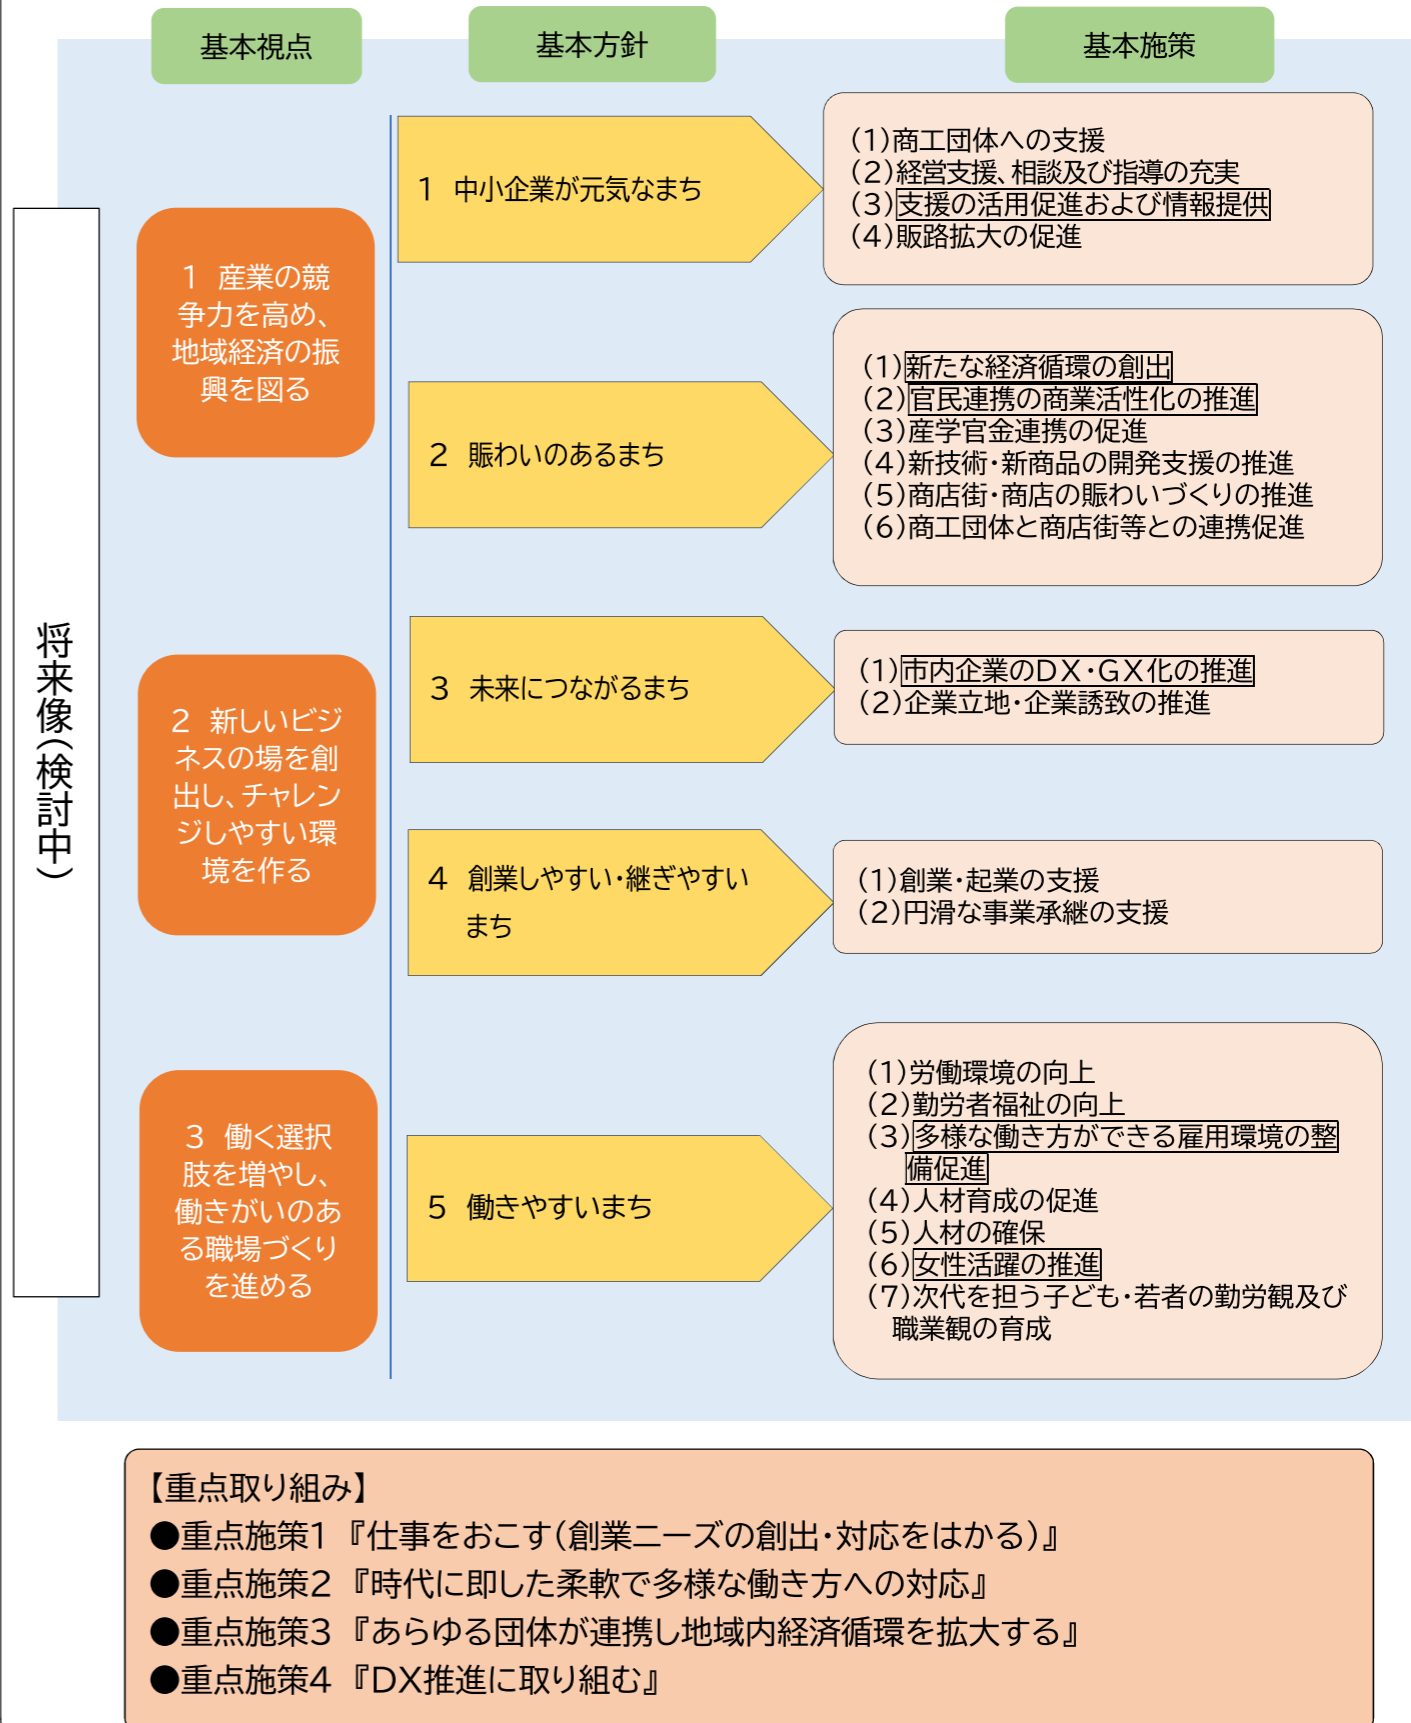 基本視点
基本方針
基本施策
将来像(検討中)
1 産業の競
争力を高め、
地域経済の振
興を図る
2 新しいビジ
ネスの場を創
出し、チャレン
ジしやすい環
境を作る
3 働く選択
肢を増やし、
働きがいのあ
る職場づくり
を進める
1 中小企業が元気なまち
(1)商工団体への支援
(2)経営支援、相談及び指導の充実
(3)支援の活用促進および情報提供
(4)販路拡大の促進
2 賑わいのあるまち
(1)新たな経済循環の創出
(2)官民連携の商業活性化の推進
(3)産学官金連携の促進
(4)新技術・新商品の開発支援の推進
(5)商店街・商店の賑わいづくりの推進
(6)商工団体と商店街等との連携促進
3 未来につながるまち
(1)市内企業のDX・GX化の推進
(2)企業立地・企業誘致の推進
4 創業しやすい・継ぎやすい
まち
(1)創業・起業の支援
(2)円滑な事業承継の支援
5 働きやすいまち
(1)労働環境の向上
(2)勤労者福祉の向上
(3)多様な働き方ができる雇用環境の整
備促進
(4)人材育成の促進
(5)人材の確保
(6)女性活躍の推進
(7)次代を担う子ども・若者の勤労観及び
職業観の育成
【重点取り組み】
●重点施策1 『仕事をおこす(創業ニーズの創出・対応をはかる)』
●重点施策2 『時代に即した柔軟で多様な働き方への対応』
●重点施策3 『あらゆる団体が連携し地域内経済循環を拡大する』
●重点施策4 『DX推進に取り組む』